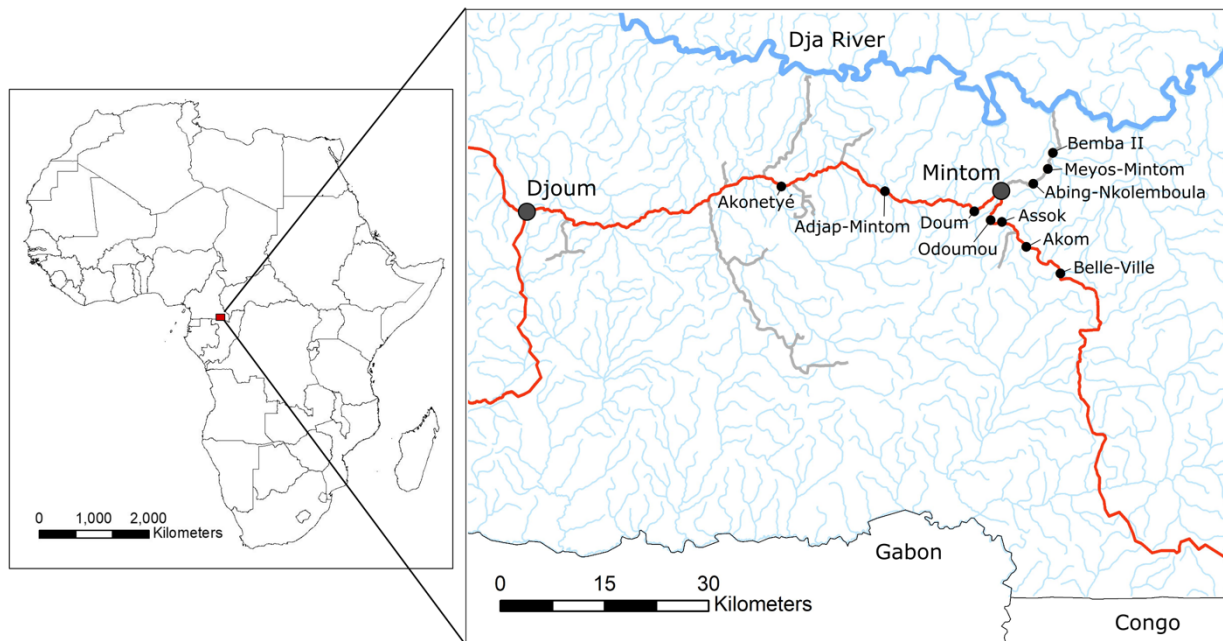 0 1,000 2,000
Kilometers
Dja River
Bemba II
Meyos-Mintom
Mintom
Abing-Nkolemboula
Djoum
Akonetyé
Adjap-Mintom
Doum
Assok
Odoumou
Akom
Belle-Ville
Gabon
0 15 30
Kilometers
Congo